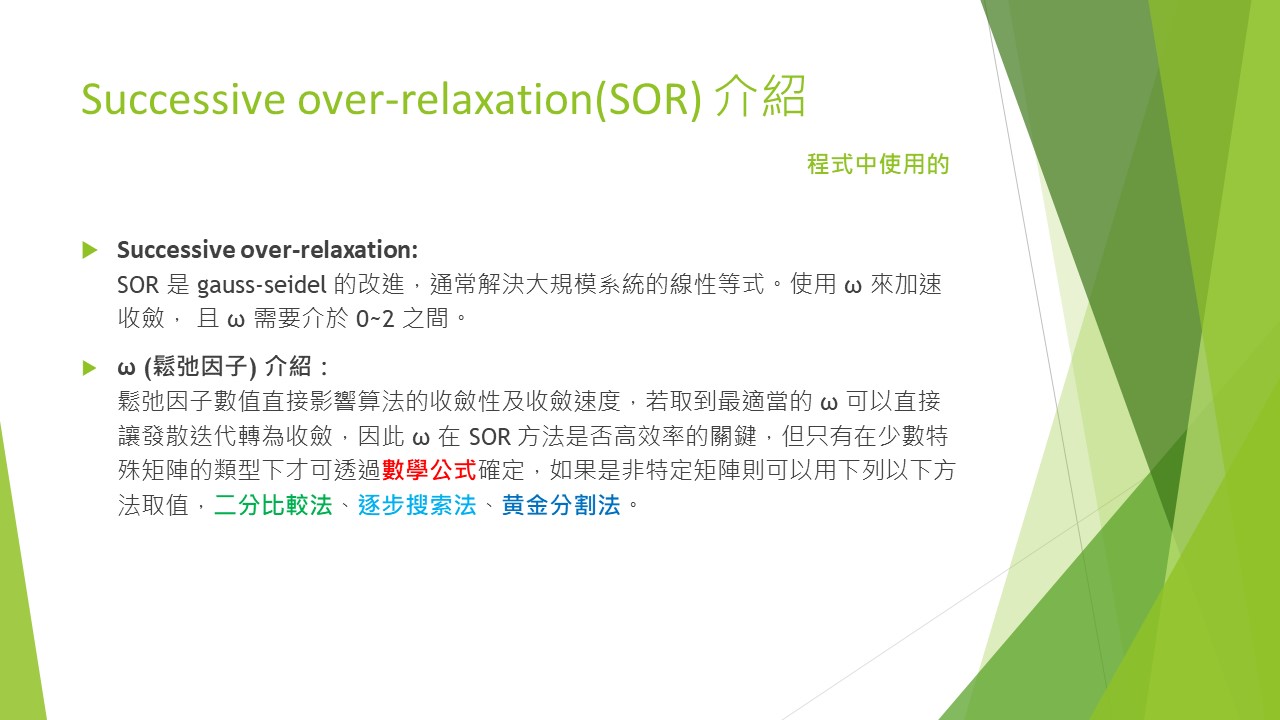 Successive over-relaxation(SOR) 介紹
程式中使用的
Successive over-relaxation:
SOR 是 gauss-seidel 的改進，通常解決大規模系統的線性等式。使用 ω 來加速
收斂， 且 ω 需要介於 0~2 之間。
ω (鬆弛因子) 介紹：
鬆弛因子數值直接影響算法的收斂性及收斂速度，若取到最適當的 ω 可以直接
讓發散迭代轉為收斂，因此 ω 在 SOR 方法是否高效率的關鍵，但只有在少數特
殊矩陣的類型下才可透過數學公式確定，如果是非特定矩陣則可以用下列以下方
法取值，二分比較法、逐步搜索法、黄金分割法。